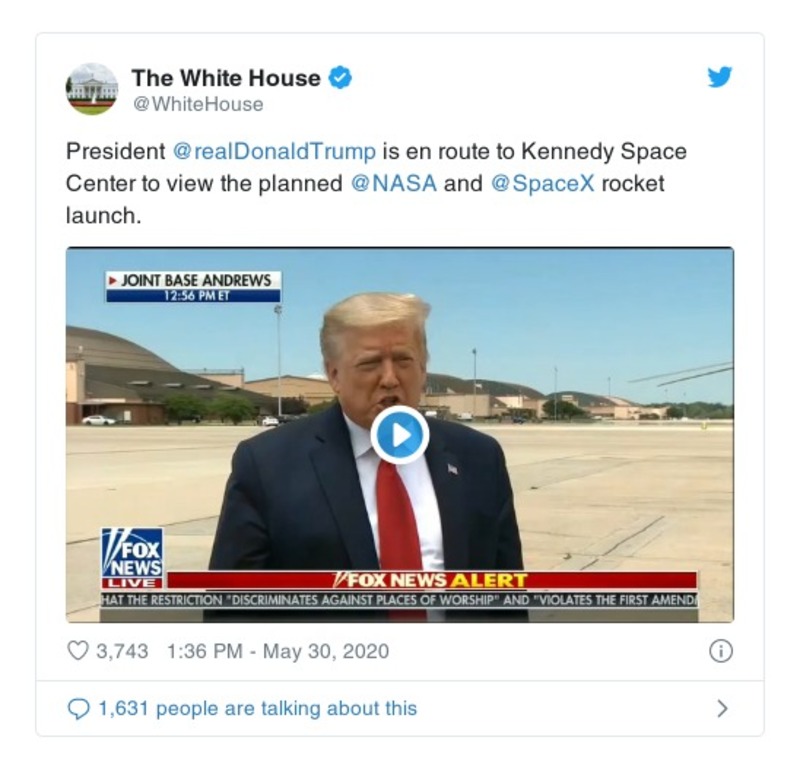 The White House
@WhiteHouse
President @realDonaldTrump is en route to Kennedy Space
Center to view the planned @NASA and @SpaceX rocket
launch.
JOINT BASE ANDREWS
12:56 PM ET
FOX
NEWS
LIVE
FOX NEWS ALERT
HAT THE RESTRICTION "DISCRIMINATES AGAINST PLACES OF WORSHIP" AND "VIOLATES THE FIRST AMENDM
3,743 1:36 PM - May 30, 2020
1,631 people are talking about this